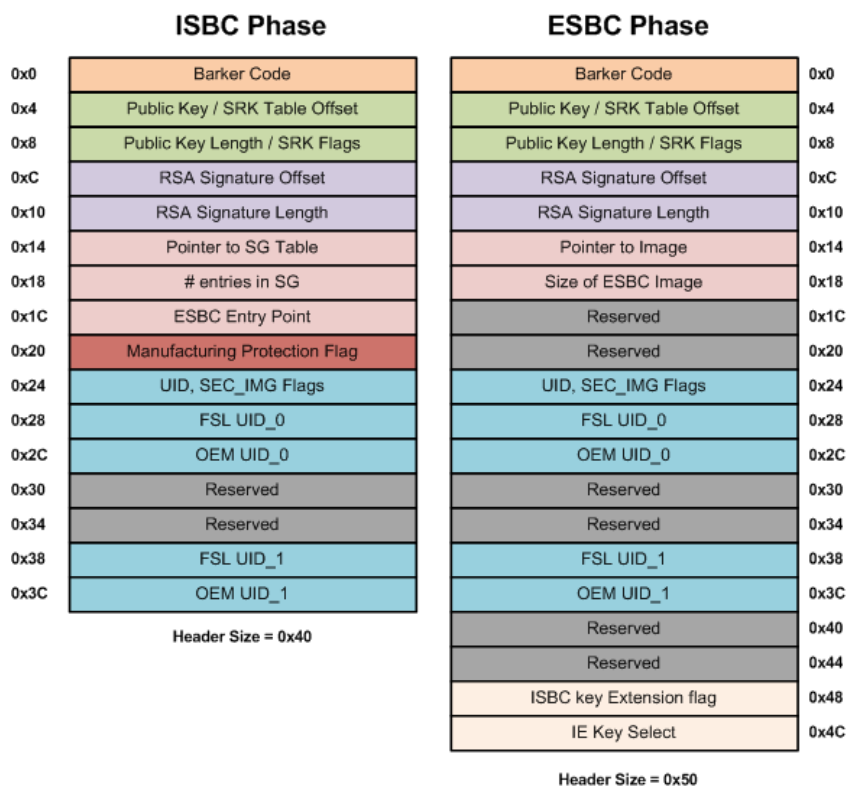 ISBC Phase
ESBC Phase
0x0 Barker Code Barker Code 0x0
0x4 Public Key / SRK Table Offset Public Key / SRK Table Offset 0x4
0x8 Public Key Length / SRK Flags Public Key Length / SRK Flags 0x8
0xC RSA Signature Offset RSA Signature Offset 0xC
0x10 RSA Signature Length RSA Signature Length 0x10
0x14 Pointer to SG Table Pointer to Image 0x14
0x18 # entries in SG Size of ESBC Image 0x18
0x1C ESBC Entry Point Reserved 0x1C
0x20 Manufacturing Protection Flag Reserved 0x20
0x24 UID, SEC_IMG Flags UID, SEC_IMG Flags 0x24
0x28 FSL UID_0 FSL UID_0 0x28
0x2C OEM UID_0 OEM UID_0 0x2C
0x30 Reserved Reserved 0x30
0x34 Reserved Reserved 0x34
0x38 FSL UID_1 FSL UID_1 0x38
0x3C OEM UID_1 OEM UID_1 0x3C
Header Size = 0x40
Reserved 0x40
Reserved 0x44
ISBC key Extension flag 0x48
IE Key Select 0x4C
Header Size = 0x50